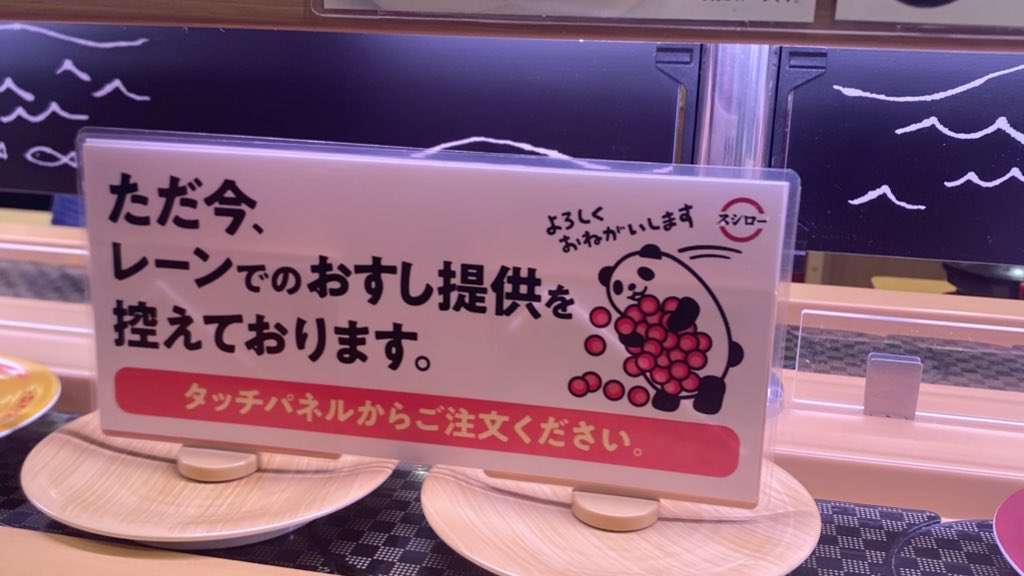 ただ今、
レーンでのおすし提供を
控えております。
よろしく
おねがいします
スシロー
タッチパネルからご注文ください。